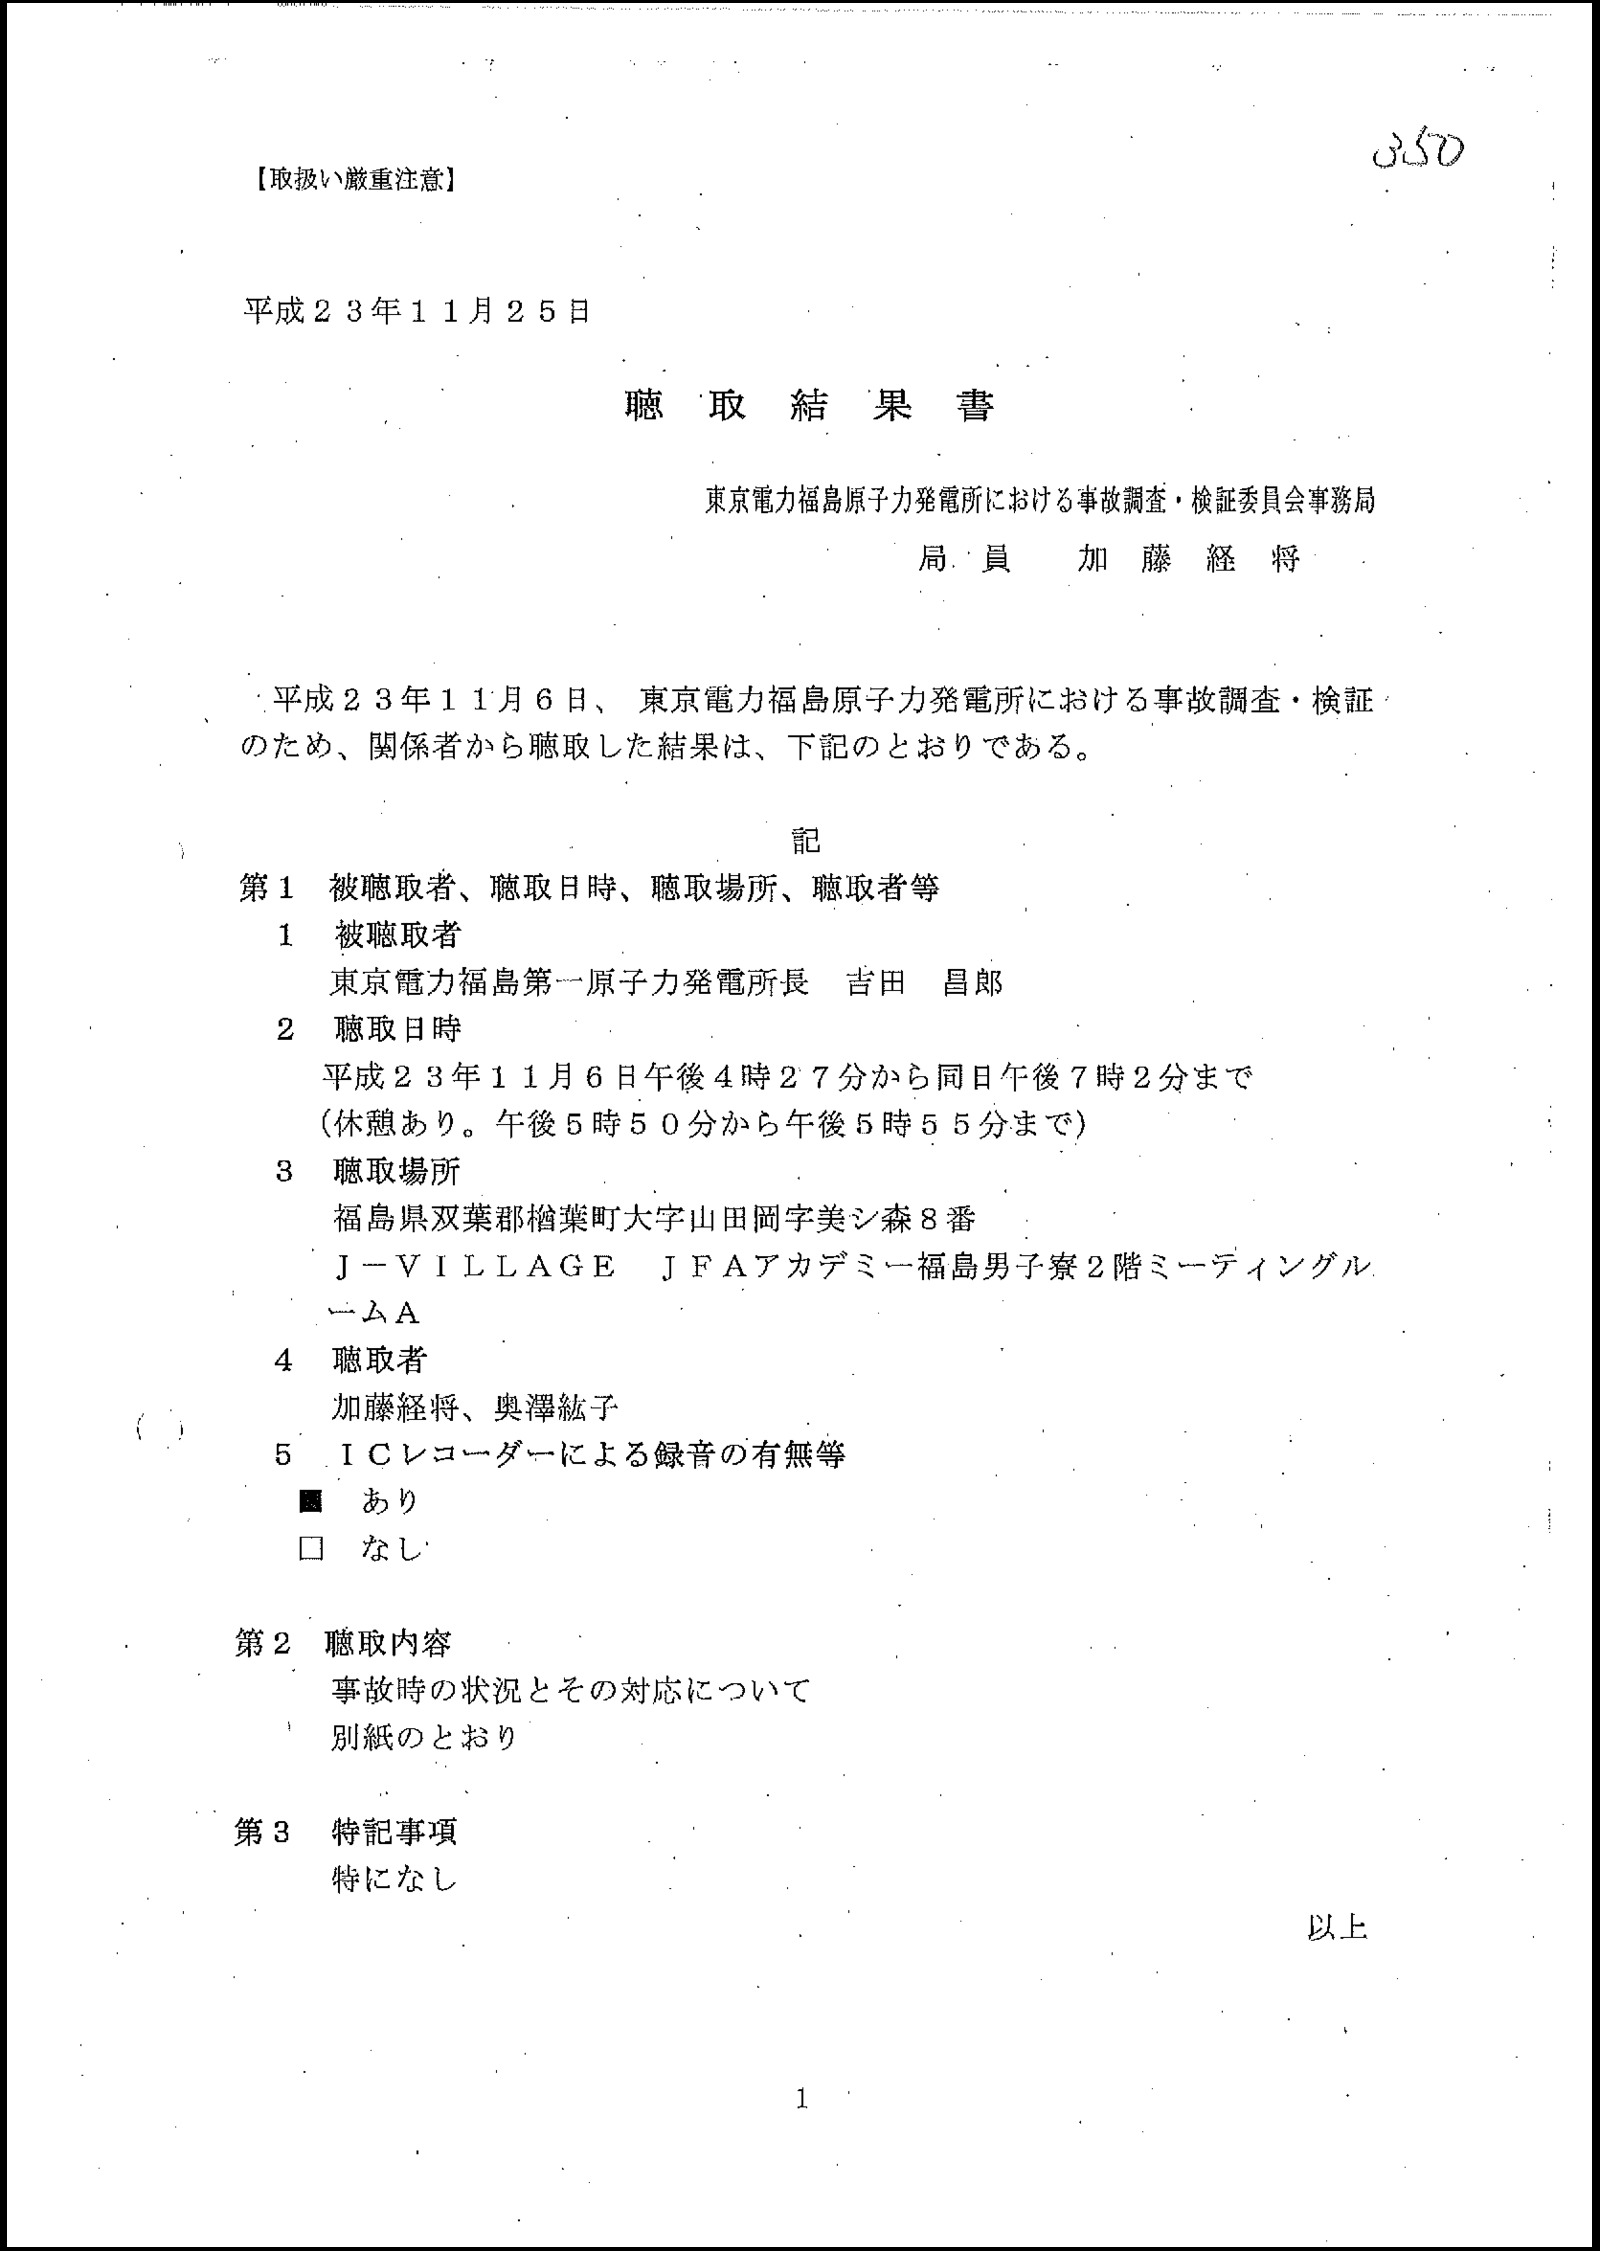 350
【取扱い厳重注意】
平成２３年１１月２５日
聴　取　結　果　書
東京電力福島原子力発電所における事故調査・検証委員会事務局
局　員　　加　藤　経　将
平成２３年１１月６日、　東京電力福島原子力発電所における事故調査・検証
のため、関係者から聴取した結果は、下記のとおりである。
記
第１　被聴取者、聴取日時、聴取場所、聴取者等
１　被聴取者
東京電力福島第一原子力発電所長　吉田　昌郎
２　聴取日時
平成２３年１１月６日午後４時２７分から同日午後７時２分まで
（休憩あり。午後５時５０分から午後５時５５分まで）
３　聴取場所
福島県双葉郡楢葉町大字山田岡字美シ森８番
Ｊ－ＶＩＬＬＡＧＥ　ＪＦＡアカデミー福島男子寮２階ミーティングル
ームＡ
４　聴取者
加藤経将、奥澤紘子
５　ＩＣレコーダーによる録音の有無等
■　あり
□　なし
第２　聴取内容
事故時の状況とその対応について
別紙のとおり
第３　特記事項
特になし
以上
1